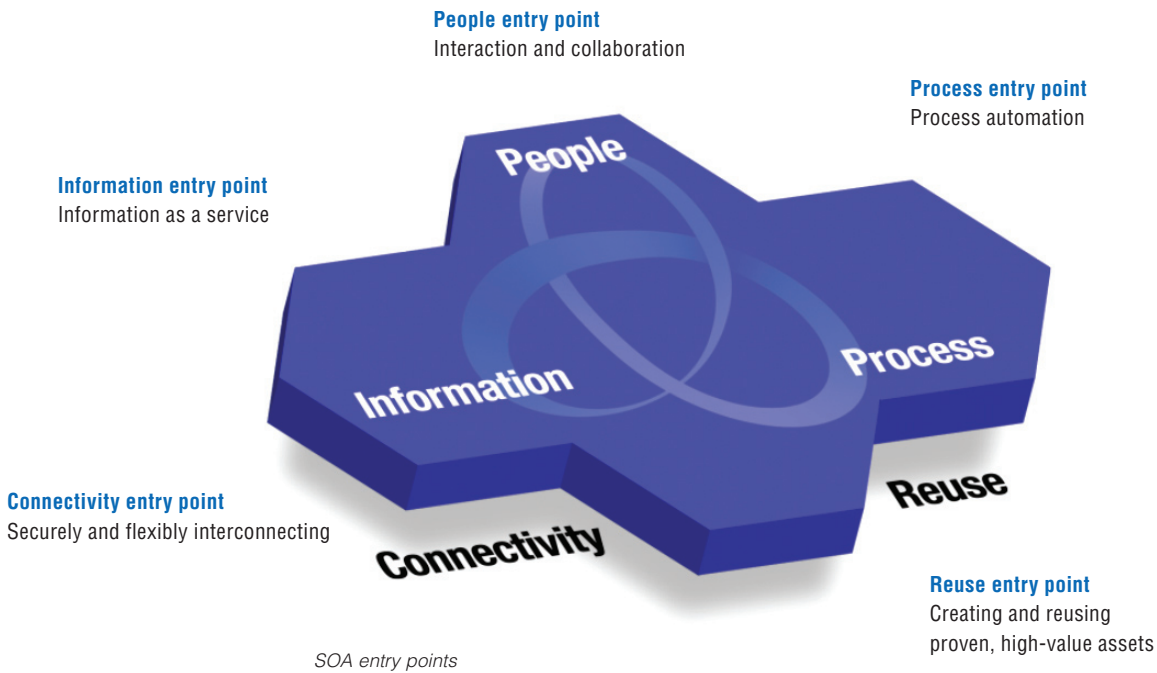 People entry point
Interaction and collaboration
Process entry point
Process automation
People
Information entry point
Information as a service
Process
Information
Reuse
Connectivity entry point
Securely and flexibly interconnecting
Connectivity
Reuse entry point
Creating and reusing
proven, high-value assets
SOA entry points